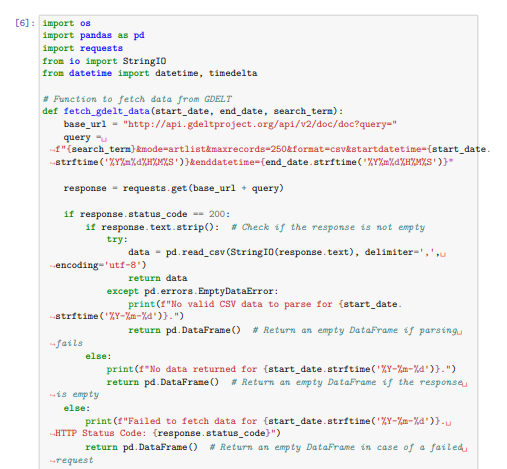 [6]: import os
import pandas as pd
import requests
from io import StringIO
from datetime import datetime, timedelta
# Function to fetch data from GDELT
def fetch_gdelt_data(start_date, end_date, search_term):
base_url = "http://api.gdeltproject.org/api/v2/doc/doc?query="
query =␣
↪f"{search_term}&mode=artlist&maxrecords=250&format=csv&startdatetime={start_date.
↪strftime('%Y%m%d%H%M%S')}&enddatetime={end_date.strftime('%Y%m%d%H%M%S')}"
response = requests.get(base_url + query)
if response.status_code == 200:
if response.text.strip(): # Check if the response is not empty
try:
data = pd.read_csv(StringIO(response.text), delimiter=',',␣
↪encoding='utf-8')
return data
except pd.errors.EmptyDataError:
print(f"No valid CSV data to parse for {start_date.
↪strftime('%Y-%m-%d')}.")
return pd.DataFrame() # Return an empty DataFrame if parsing␣
↪fails
else:
print(f"No data returned for {start_date.strftime('%Y-%m-%d')}.")
return pd.DataFrame() # Return an empty DataFrame if the response␣
↪is empty
else:
print(f"Failed to fetch data for {start_date.strftime('%Y-%m-%d')}.␣
↪HTTP Status Code: {response.status_code}")
return pd.DataFrame() # Return an empty DataFrame in case of a failed␣
↪request